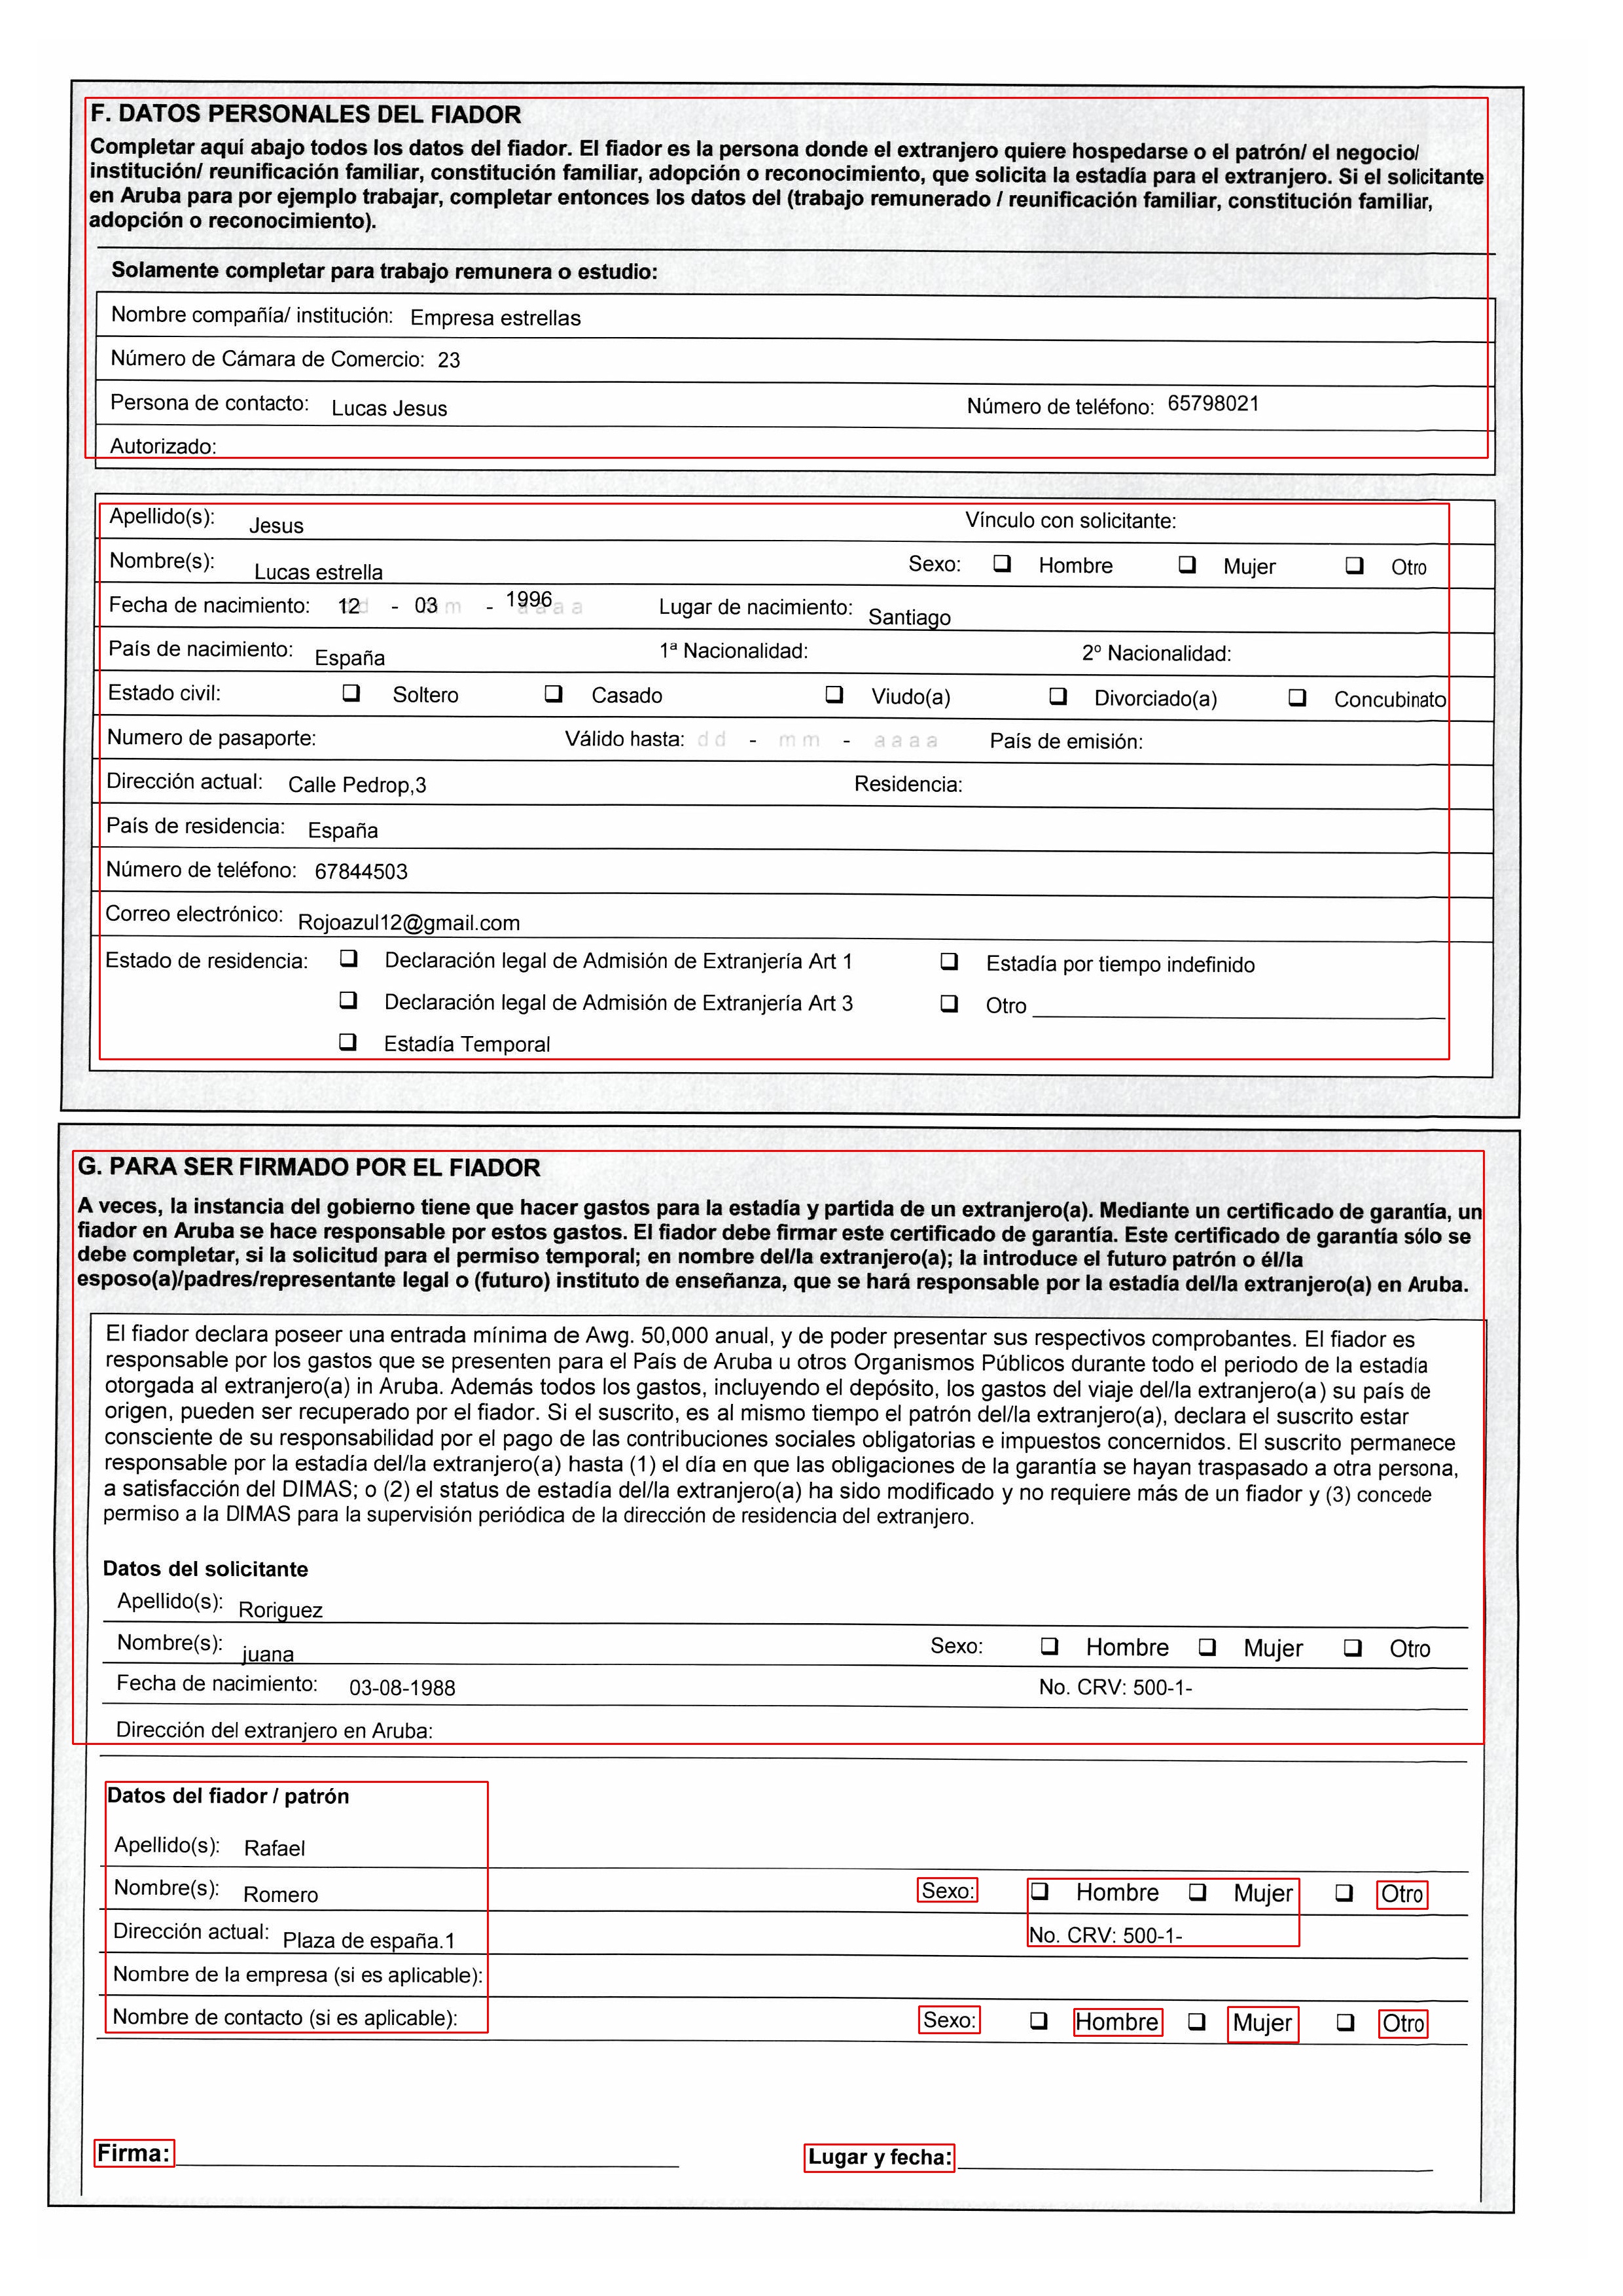 F. DATOS PERSONALES DEL FIADOR
Completar aquí abajo todos los datos del fiador. El fiador es la persona donde el extranjero quiere hospedarse o el patrón/ el negocio/
institución/ reunificación familiar, constitución familiar, adopción o reconocimiento, que solicita la estadía para el extranjero. Si el solicitante
en Aruba para por ejemplo trabajar, completar entonces los datos del (trabajo remunerado / reunificación familiar, constitución familiar,
adopción o reconocimiento).
Solamente completar para trabajo remunera o estudio:
Nombre compañía/ institución: Empresa estrellas
Número de Cámara de Comercio: 23
Persona de contacto: Lucas Jesus Número de teléfono: 65798021
Autorizado:
Apellido(s): Jesus Vínculo con solicitante:
Nombre(s): Lucas estrella Sexo: ❑ Hombre ❑ Mujer ❑ Otro
Fecha de nacimiento: 12 - 03 - 1996 Lugar de nacimiento: Santiago
País de nacimiento: España 1ª Nacionalidad: 2º Nacionalidad:
Estado civil: ❑ Soltero ❑ Casado ❑ Viudo(a) ❑ Divorciado(a) ❑ Concubinato
Numero de pasaporte: Válido hasta: dd - mm - aaaa País de emisión:
Dirección actual: Calle Pedrop,3 Residencia:
País de residencia: España
Número de teléfono: 67844503
Correo electrónico: Rojoazul12@gmail.com
Estado de residencia: ❑ Declaración legal de Admisión de Extranjería Art 1 ❑ Estadía por tiempo indefinido
❑ Declaración legal de Admisión de Extranjería Art 3 ❑ Otro
❑ Estadía Temporal
G. PARA SER FIRMADO POR EL FIADOR
A veces, la instancia del gobierno tiene que hacer gastos para la estadía y partida de un extranjero(a). Mediante un certificado de garantía, un
fiador en Aruba se hace responsable por estos gastos. El fiador debe firmar este certificado de garantía. Este certificado de garantía sólo se
debe completar, si la solicitud para el permiso temporal; en nombre del/la extranjero(a); la introduce el futuro patrón o él/la
esposo(a)/padres/representante legal o (futuro) instituto de enseñanza, que se hará responsable por la estadía del/la extranjero(a) en Aruba.
El fiador declara poseer una entrada mínima de Awg. 50,000 anual, y de poder presentar sus respectivos comprobantes. El fiador es
responsable por los gastos que se presenten para el País de Aruba u otros Organismos Públicos durante todo el periodo de la estadía
otorgada al extranjero(a) in Aruba. Además todos los gastos, incluyendo el depósito, los gastos del viaje del/la extranjero(a) su país de
origen, pueden ser recuperado por el fiador. Si el suscrito, es al mismo tiempo el patrón del/la extranjero(a), declara el suscrito estar
consciente de su responsabilidad por el pago de las contribuciones sociales obligatorias e impuestos concernidos. El suscrito permanece
responsable por la estadía del/la extranjero(a) hasta (1) el día en que las obligaciones de la garantía se hayan traspasado a otra persona,
a satisfacción del DIMAS; o (2) el status de estadía del/la extranjero(a) ha sido modificado y no requiere más de un fiador y (3) concede
permiso a la DIMAS para la supervisión periódica de la dirección de residencia del extranjero.
Datos del solicitante
Apellido(s): Roriguez
Nombre(s): juana Sexo: ❑ Hombre ❑ Mujer ❑ Otro
Fecha de nacimiento: 03-08-1988 No. CRV: 500-1-
Dirección del extranjero en Aruba:
Datos del fiador / patrón
Apellido(s): Rafael
Nombre(s): Romero Sexo: ❑ Hombre ❑ Mujer ❑ Otro
Dirección actual: Plaza de españa.1 No. CRV: 500-1-
Nombre de la empresa (si es aplicable):
Nombre de contacto (si es aplicable): Sexo: ❑ Hombre ❑ Mujer ❑ Otro
Firma: Lugar y fecha: